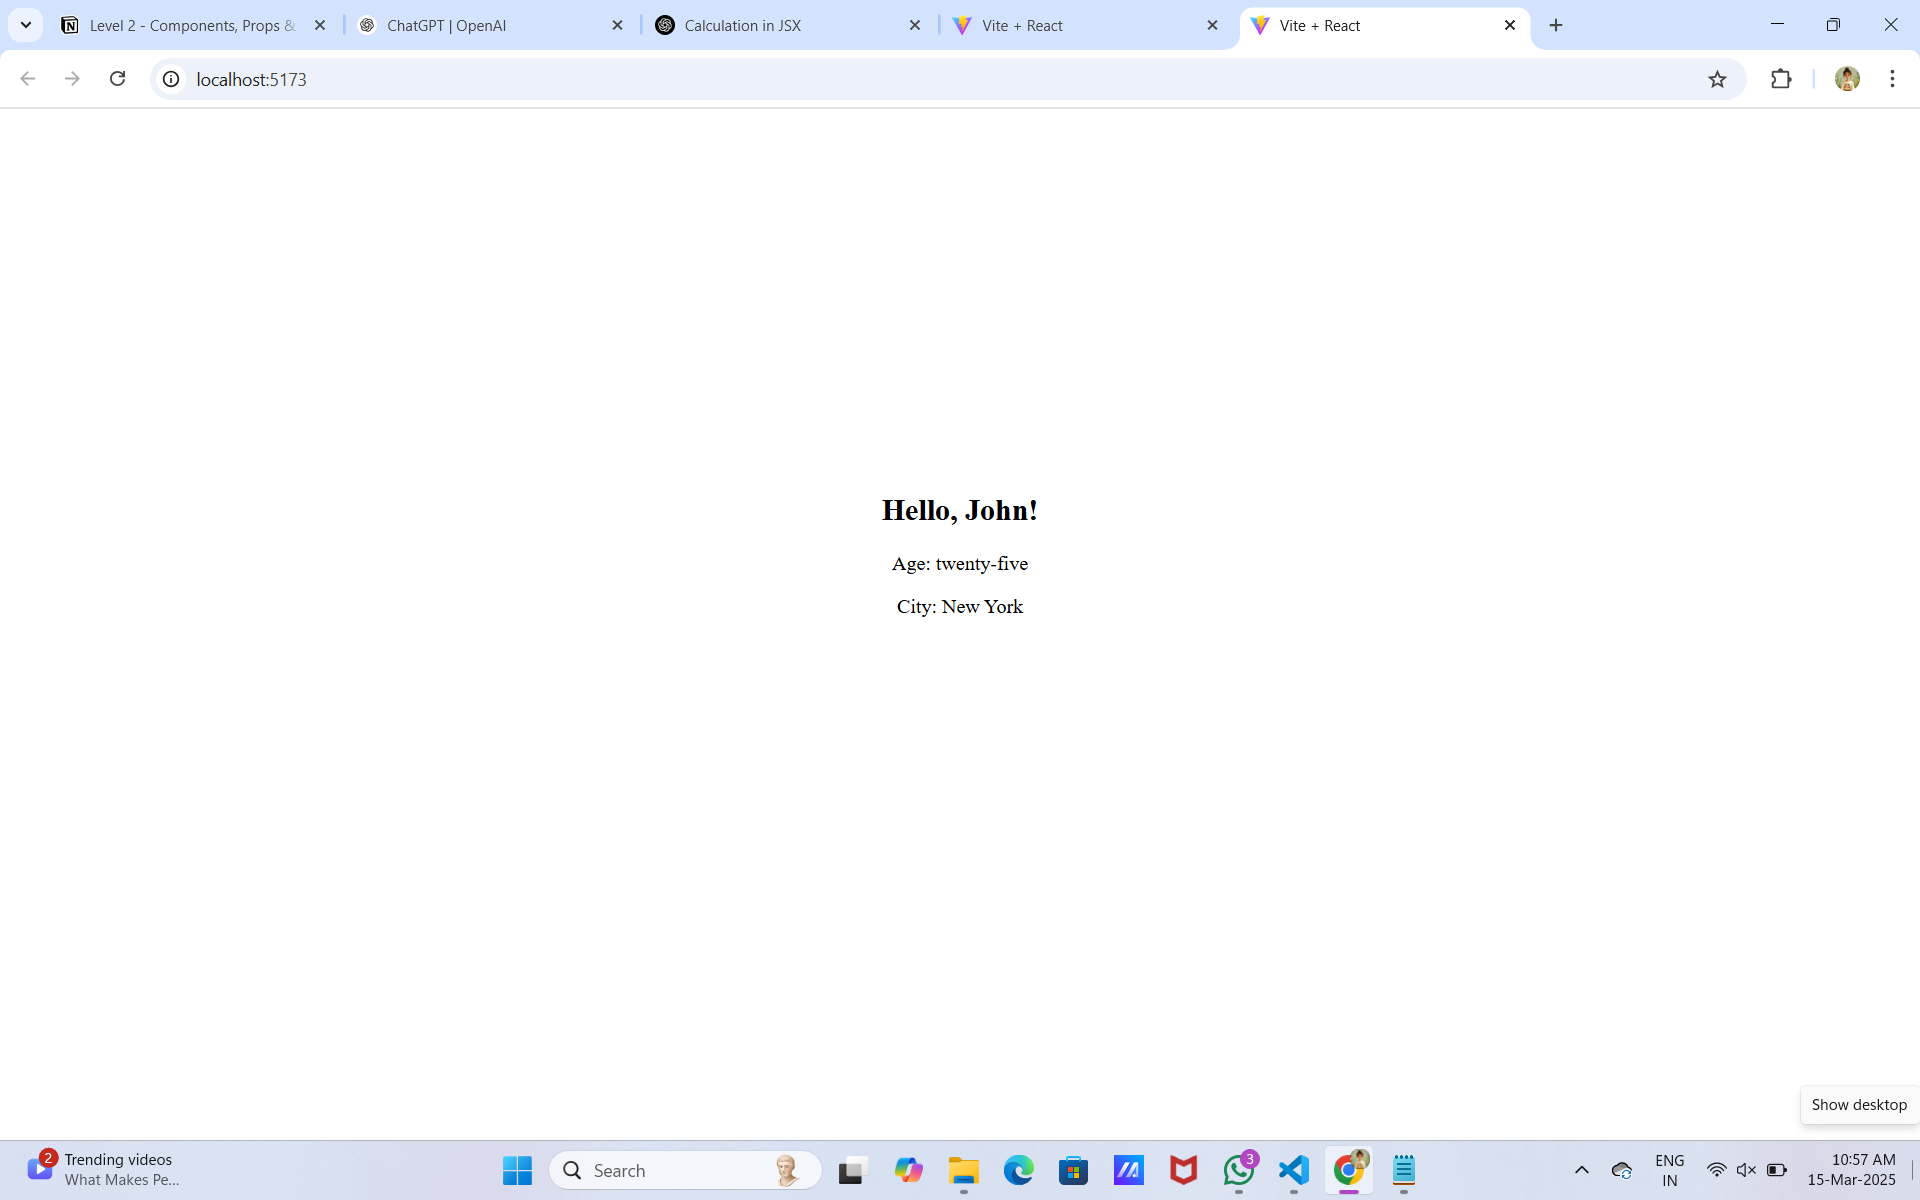 Level 2 - Components, Props &
ChatGPT | OpenAI
Calculation in JSX
Vite + React
Vite + React
localhost:5173
Hello, John!
Age: twenty-five
City: New York
Show desktop
2
Trending videos
What Makes Pe...
Search
3
ENG
IN
10:57 AM
15-Mar-2025